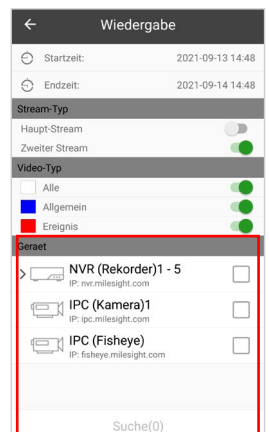 Wiedergabe
Startzeit: 2021-09-13 14:48
Endzeit: 2021-09-14 14:48
Stream-Typ
Haupt-Stream
Zweiter Stream
Video-Typ
Alle
Allgemein
Ereignis
Geraet
NVR (Rekorder)1 - 5
IP: nvr.milesight.com
IPC (Kamera)1
IP: ipc.milesight.com
IPC (Fisheye)
IP: fisheye.milesight.com
Suche(0)